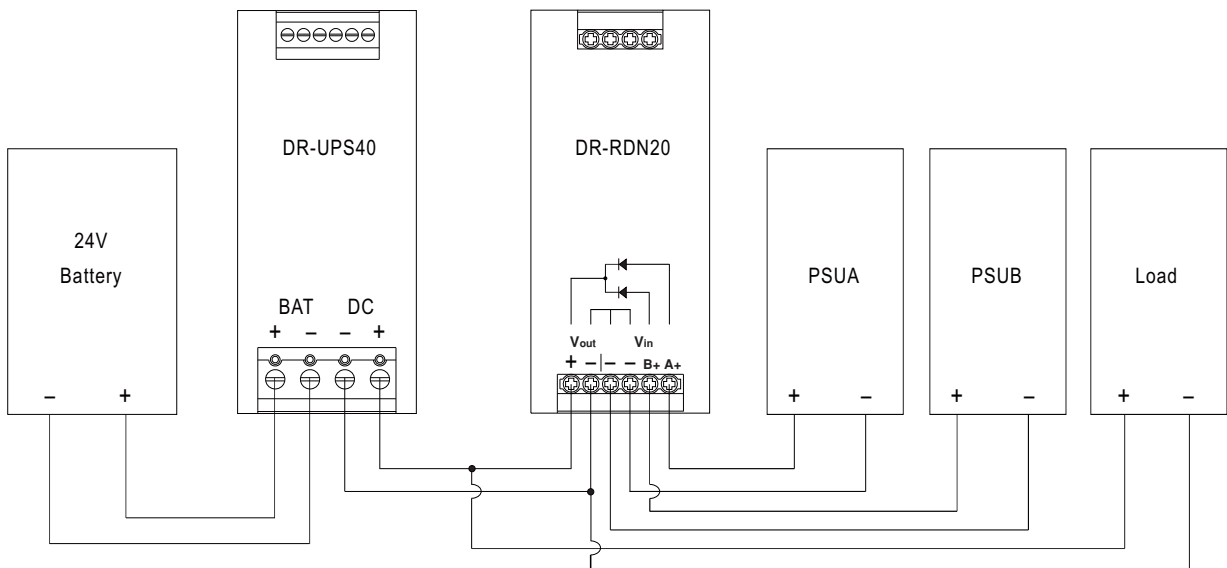 DR-UPS40
DR-RDN20
24V
Battery
PSUA
PSUB
Load
BAT DC
+ − − +
Vout Vin
+ − − − B+ A+
− +
+ −
+ −
+ −